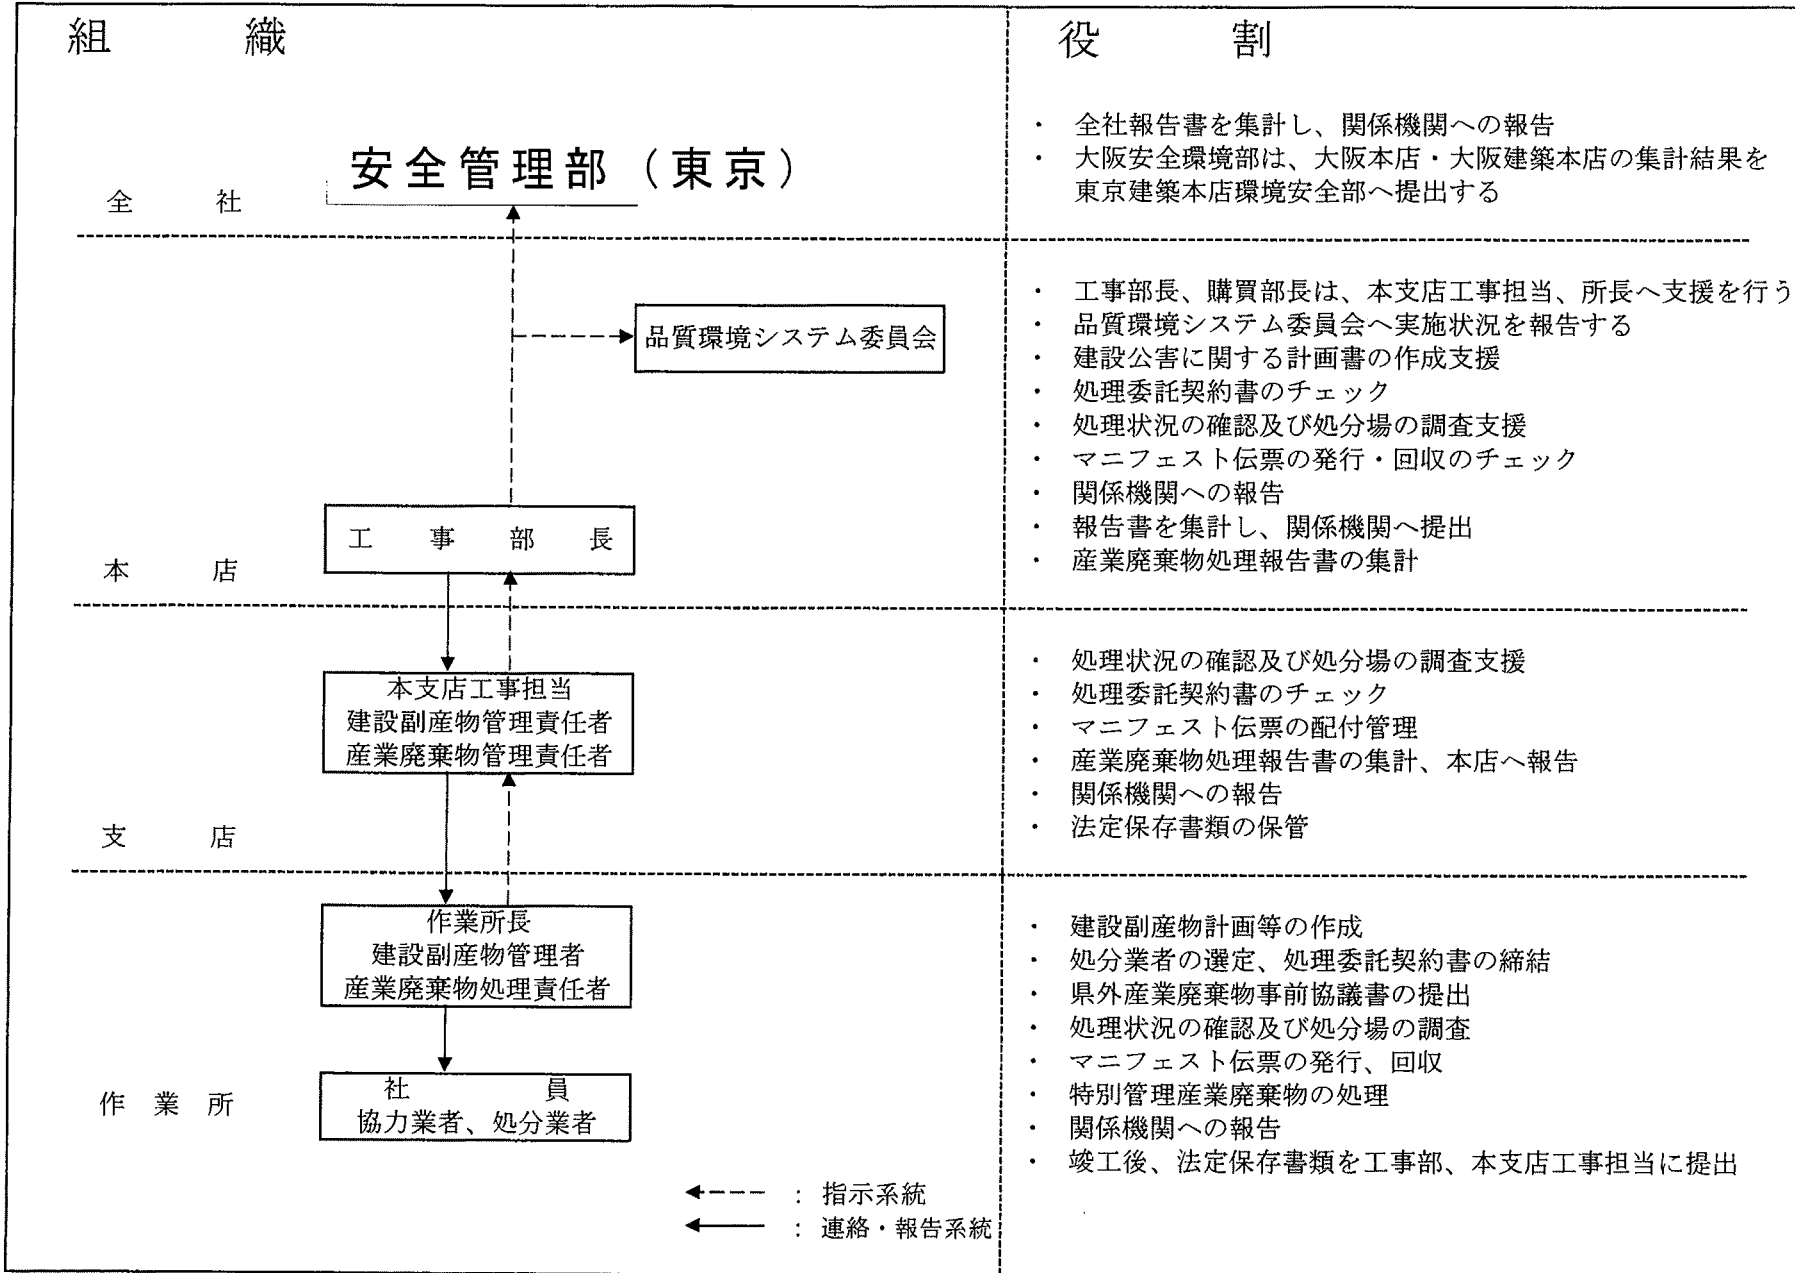 組織
役割
安全管理部（東京）
全社
・ 全社報告書を集計し、関係機関への報告
・ 大阪安全環境部は、大阪本店・大阪建築本店の集計結果を
東京建築本店環境安全部へ提出する
品質環境システム委員会
工事部長
本店
・ 工事部長、購買部長は、本支店工事担当、所長へ支援を行う
・ 品質環境システム委員会へ実施状況を報告する
・ 建設公害に関する計画書の作成支援
・ 処理委託契約書のチェック
・ 処理状況の確認及び処分場の調査支援
・ マニフェスト伝票の発行・回収のチェック
・ 関係機関への報告
・ 報告書を集計し、関係機関へ提出
・ 産業廃棄物処理報告書の集計
本支店工事担当
建設副産物管理責任者
産業廃棄物管理責任者
支店
・ 処理状況の確認及び処分場の調査支援
・ 処理委託契約書のチェック
・ マニフェスト伝票の配付管理
・ 産業廃棄物処理報告書の集計、本店へ報告
・ 関係機関への報告
・ 法定保存書類の保管
作業所長
建設副産物管理者
産業廃棄物処理責任者
社員
協力業者、処分業者
作業所
・ 建設副産物計画等の作成
・ 処分業者の選定、処理委託契約書の締結
・ 県外産業廃棄物事前協議書の提出
・ 処理状況の確認及び処分場の調査
・ マニフェスト伝票の発行、回収
・ 特別管理産業廃棄物の処理
・ 関係機関への報告
・ 竣工後、法定保存書類を工事部、本支店工事担当に提出
：指示系統
：連絡・報告系統